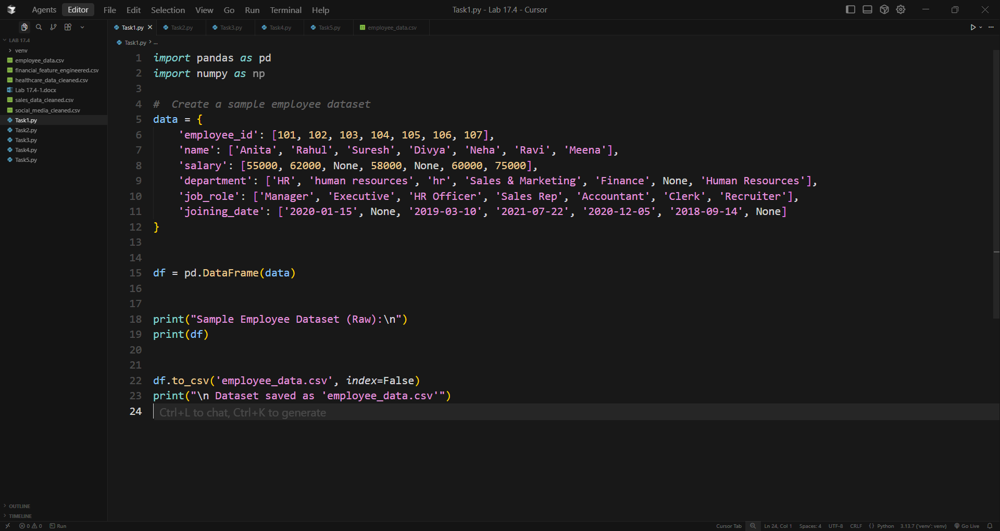 Agents Editor File Edit Selection View Go Run Terminal Help
Task1.py - Lab 17.4 - Cursor
Task1.py Task2.py Task3.py Task4.py Task5.py employee_data.csv
LAB 17.4
venv
employee_data.csv
financial_feature_engineered.csv
healthcare_data_cleaned.csv
Lab 17.4-1.docx
sales_data_cleaned.csv
social_media_cleaned.csv
Task1.py
Task2.py
Task3.py
Task4.py
Task5.py
OUTLINE
TIMELINE
Task1.py > ...
1 import pandas as pd
2 import numpy as np
3
4 #  Create a sample employee dataset
5 data = {
6     'employee_id': [101, 102, 103, 104, 105, 106, 107],
7     'name': ['Anita', 'Rahul', 'Suresh', 'Divya', 'Neha', 'Ravi', 'Meena'],
8     'salary': [55000, 62000, None, 58000, None, 60000, 75000],
9     'department': ['HR', 'human resources', 'hr', 'Sales & Marketing', 'Finance', None, 'Human Resources'],
10     'job_role': ['Manager', 'Executive', 'HR Officer', 'Sales Rep', 'Accountant', 'Clerk', 'Recruiter'],
11     'joining_date': ['2020-01-15', None, '2019-03-10', '2021-07-22', '2020-12-05', '2018-09-14', None]
12 }
13
14
15 df = pd.DataFrame(data)
16
17
18 print("Sample Employee Dataset (Raw):\n")
19 print(df)
20
21
22 df.to_csv('employee_data.csv', index=False)
23 print("\n Dataset saved as 'employee_data.csv'")
24 Ctrl+L to chat, Ctrl+K to generate
0 0 Run
Cursor Tab Ln 24, Col 1 Spaces: 4 UTF-8 CRLF {} Python 3.13.7 ('venv': venv) Go Live